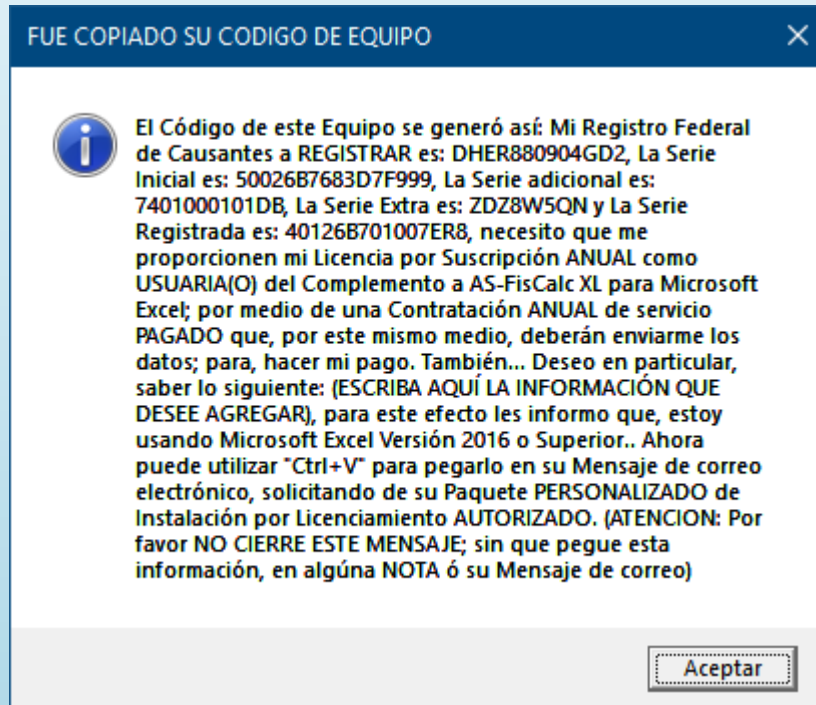 FUE COPIADO SU CODIGO DE EQUIPO
El Código de este Equipo se generó así: Mi Registro Federal
de Causantes a REGISTRAR es: DHER880904GD2, La Serie
Inicial es: 50026B7683D7F999, La Serie adicional es:
7401000101DB, La Serie Extra es: ZDZ8W5QN y La Serie
Registrada es: 40126B701007ER8, necesito que me
proporcionen mi Licencia por Suscripción ANUAL como
USUARIA(O) del Complemento a AS-FisCalc XL para Microsoft
Excel; por medio de una Contratación ANUAL de servicio
PAGADO que, por este mismo medio, deberán enviarme los
datos; para, hacer mi pago. También... Deseo en particular,
saber lo siguiente: (ESCRIBA AQUÍ LA INFORMACIÓN QUE
DESEE AGREGAR), para este efecto les informo que, estoy
usando Microsoft Excel Versión 2016 o Superior.. Ahora
puede utilizar "Ctrl+V" para pegarlo en su Mensaje de correo
electrónico, solicitando de su Paquete PERSONALIZADO de
Instalación por Licenciamiento AUTORIZADO. (ATENCION: Por
favor NO CIERRE ESTE MENSAJE; sin que pegue esta
información, en algúna NOTA ó su Mensaje de correo)
Aceptar